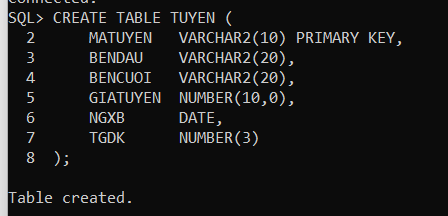 Connected.
SQL> CREATE TABLE TUYEN (
  2      MATUYEN   VARCHAR2(10) PRIMARY KEY,
  3      BENDAU    VARCHAR2(20),
  4      BENCUOI   VARCHAR2(20),
  5      GIATUYEN  NUMBER(10,0),
  6      NGXB      DATE,
  7      TGDK      NUMBER(3)
  8  );
Table created.